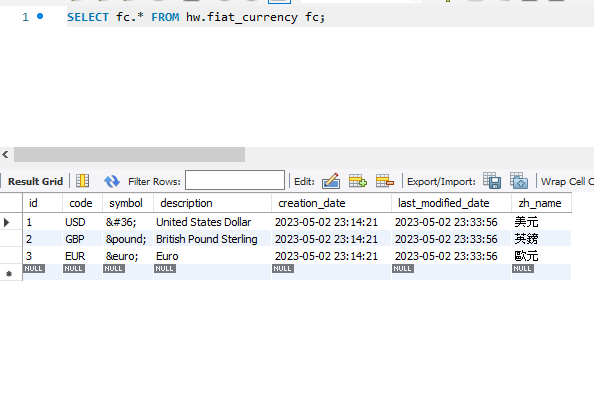 1 SELECT fc.* FROM hw.fiat_currency fc;
Result Grid Filter Rows: Edit: Export/Import: Wrap Cell C
id code symbol description creation_date last_modified_date zh_name
1 USD &#36; United States Dollar 2023-05-02 23:14:21 2023-05-02 23:33:56 美元
2 GBP &pound; British Pound Sterling 2023-05-02 23:14:21 2023-05-02 23:33:56 英鎊
3 EUR &euro; Euro 2023-05-02 23:14:21 2023-05-02 23:33:56 歐元
NULL NULL NULL NULL NULL NULL NULL